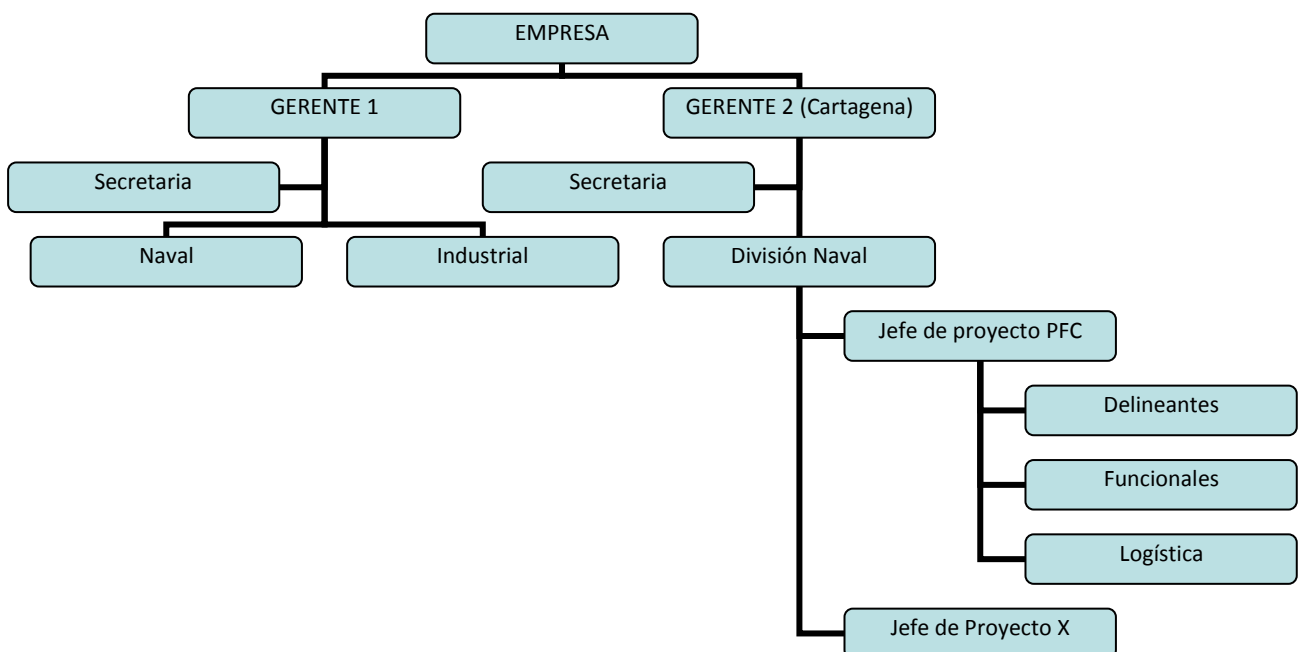 EMPRESA
GERENTE 1
GERENTE 2 (Cartagena)
Secretaria
Secretaria
Naval
Industrial
División Naval
Jefe de proyecto PFC
Delineantes
Funcionales
Logística
Jefe de Proyecto X